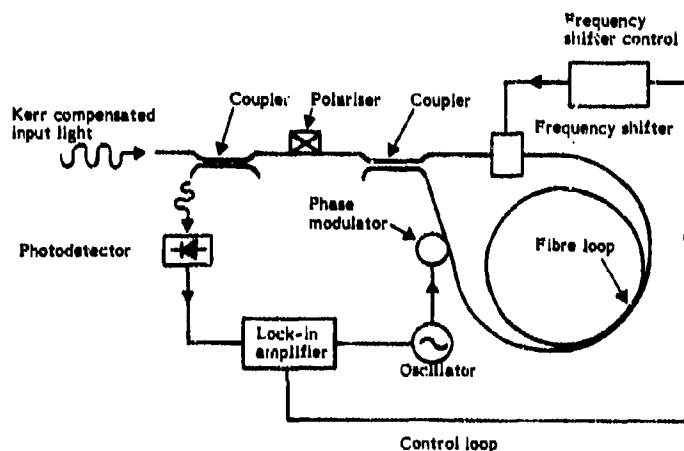 Frequency
shifter control
Coupler
Polariser
Coupler
Kerr compensated
input light
Frequency shifter
Phase
modulator
Photodetector
Fibre loop
Lock-in
amplifier
Oscillator
Control loop